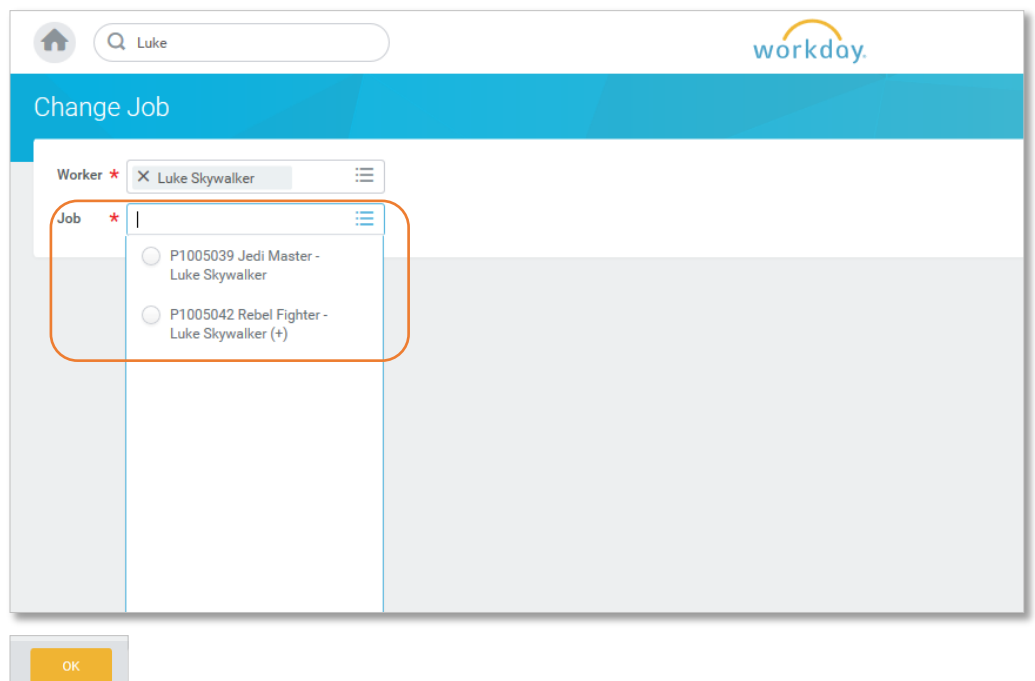 Luke
workday.
Change Job
Worker *
× Luke Skywalker
Job *
P1005039 Jedi Master -
Luke Skywalker
P1005042 Rebel Fighter -
Luke Skywalker (+)
OK